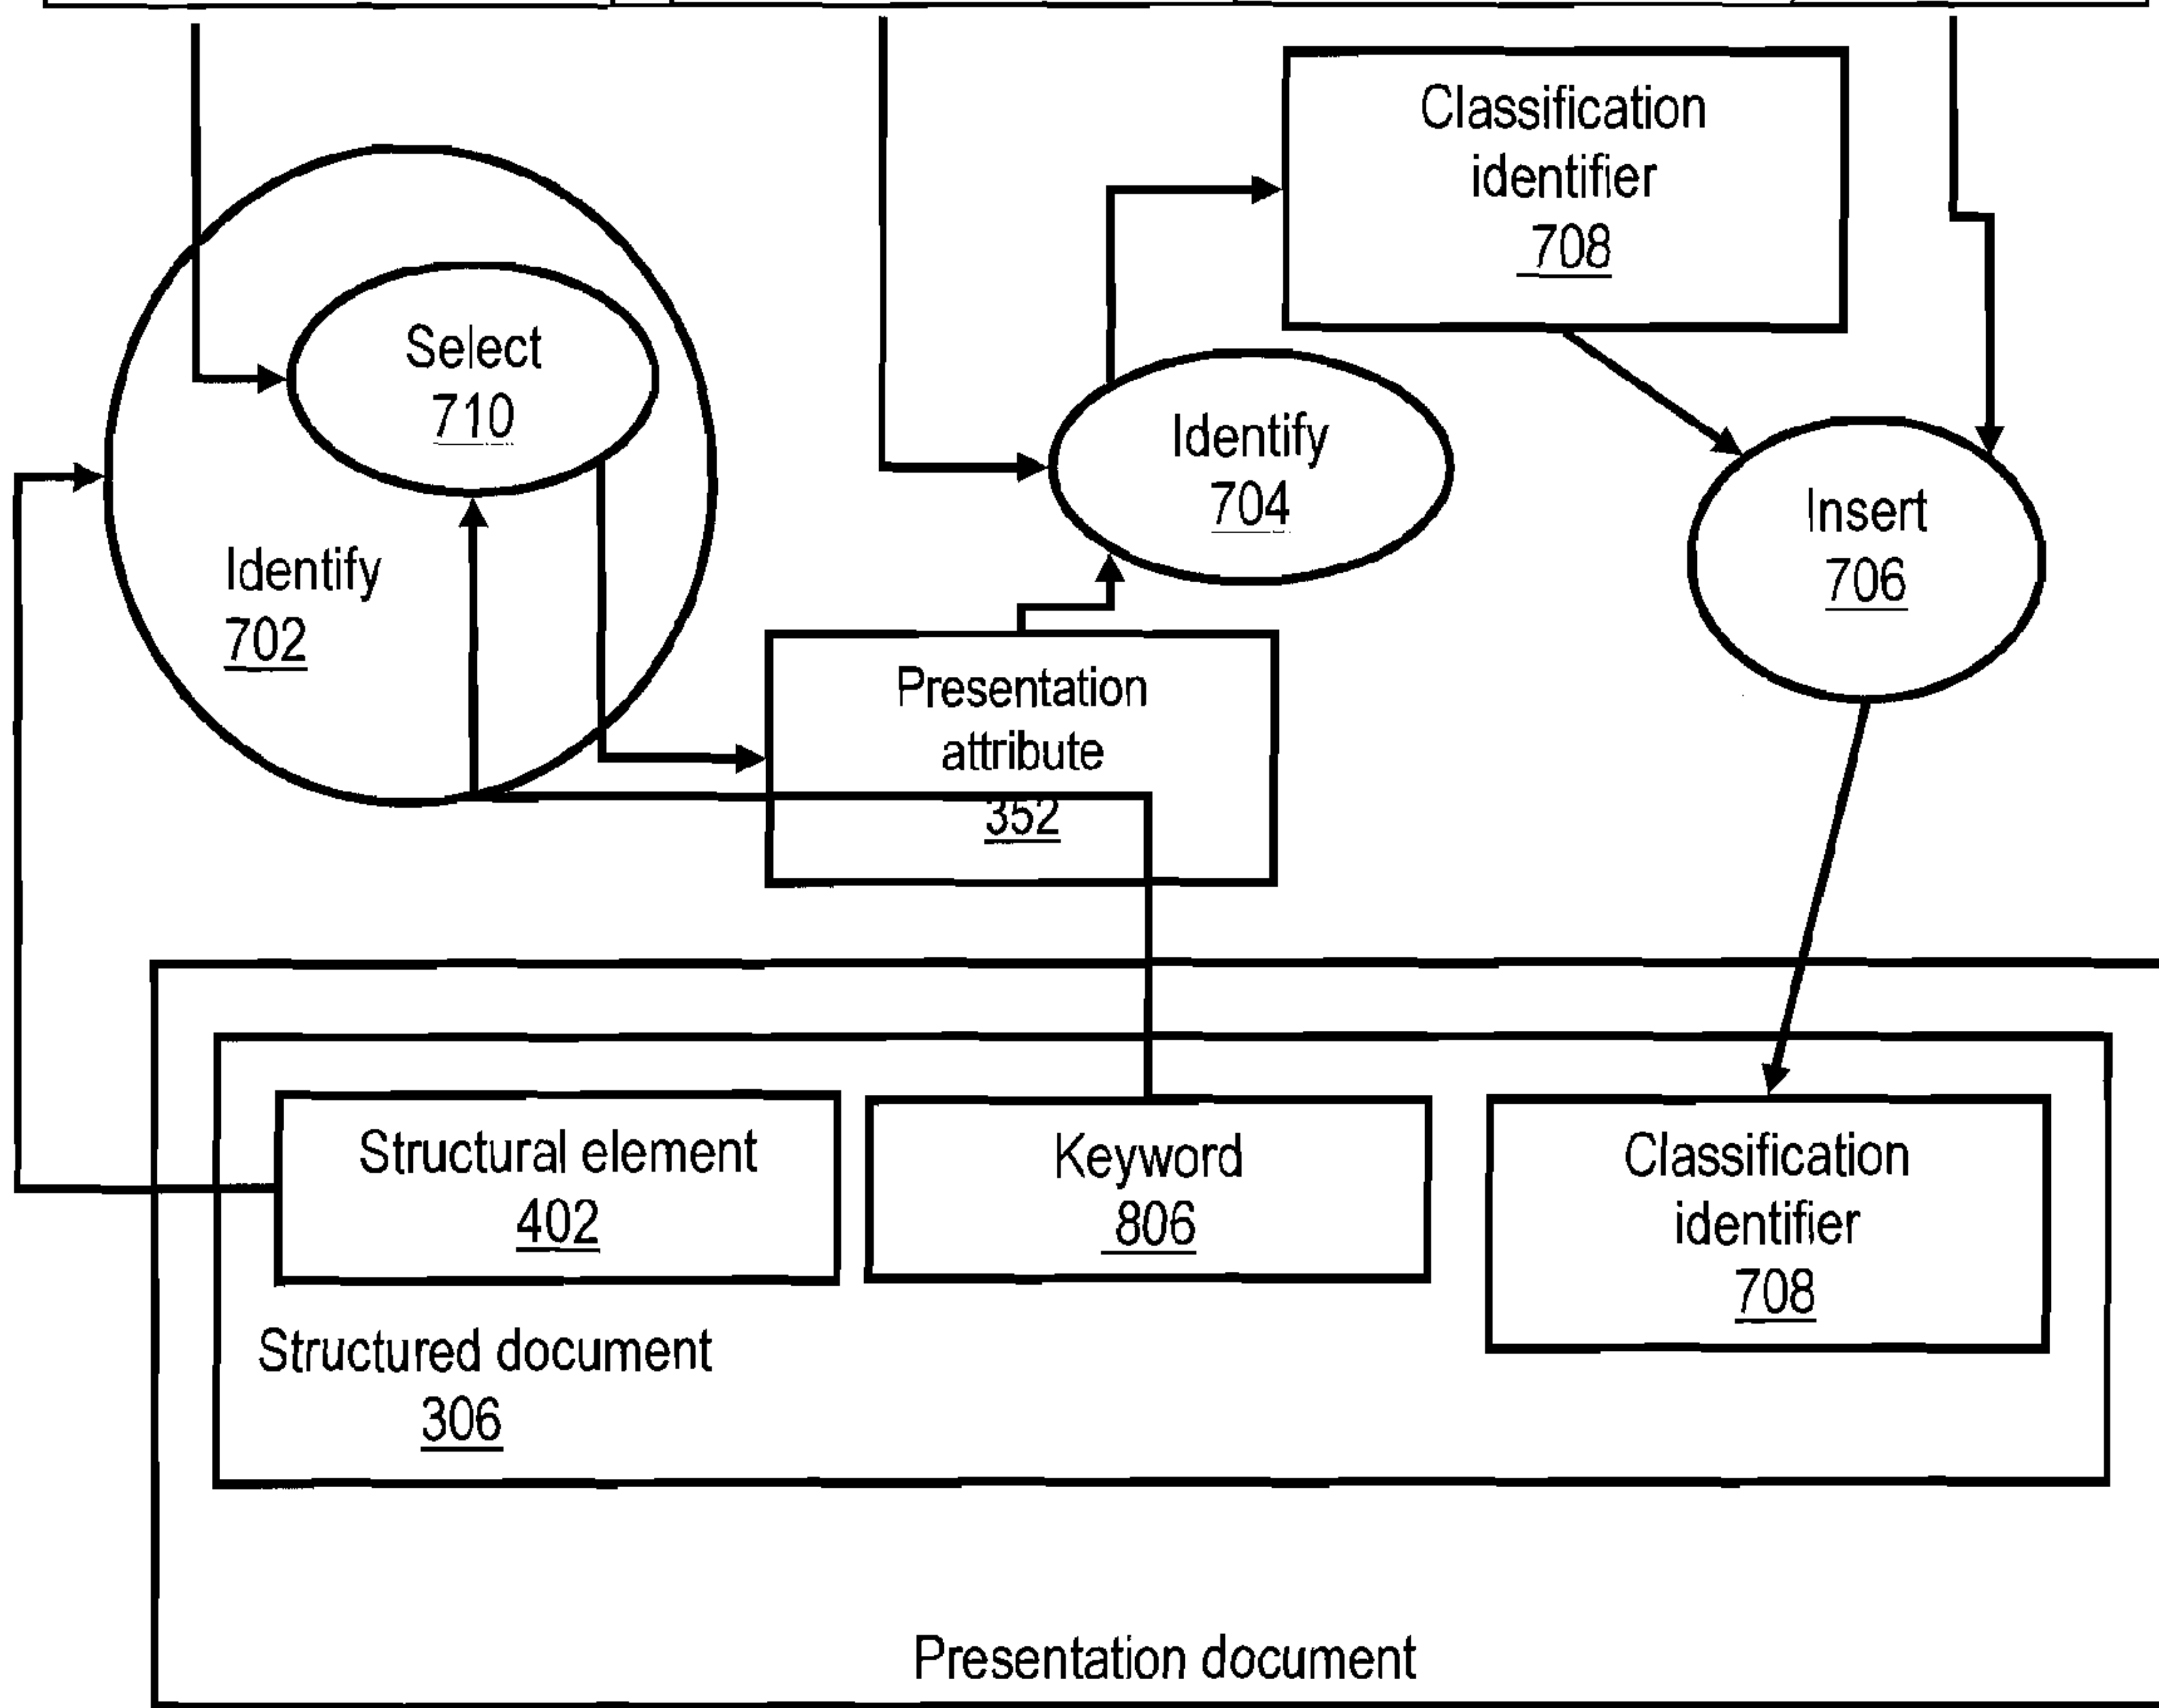 Classification
identifier
708
Select
710
Identify
704
Insert
706
Identify
702
Presentation
attribute
352
Structural element
402
Keyword
806
Classification
identifier
708
Structured document
306
Presentation document